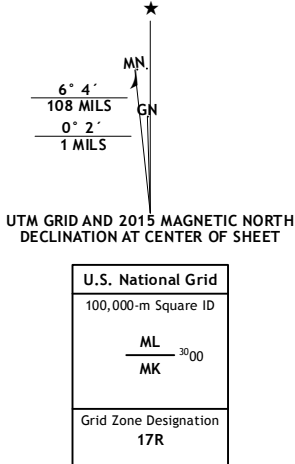 ★
MN.
6° 4´
108 MILS
GN
0° 2´
1 MILS
UTM GRID AND 2015 MAGNETIC NORTH
DECLINATION AT CENTER OF SHEET
U.S. National Grid
100,000-m Square ID
ML
3000
MK
Grid Zone Designation
17R